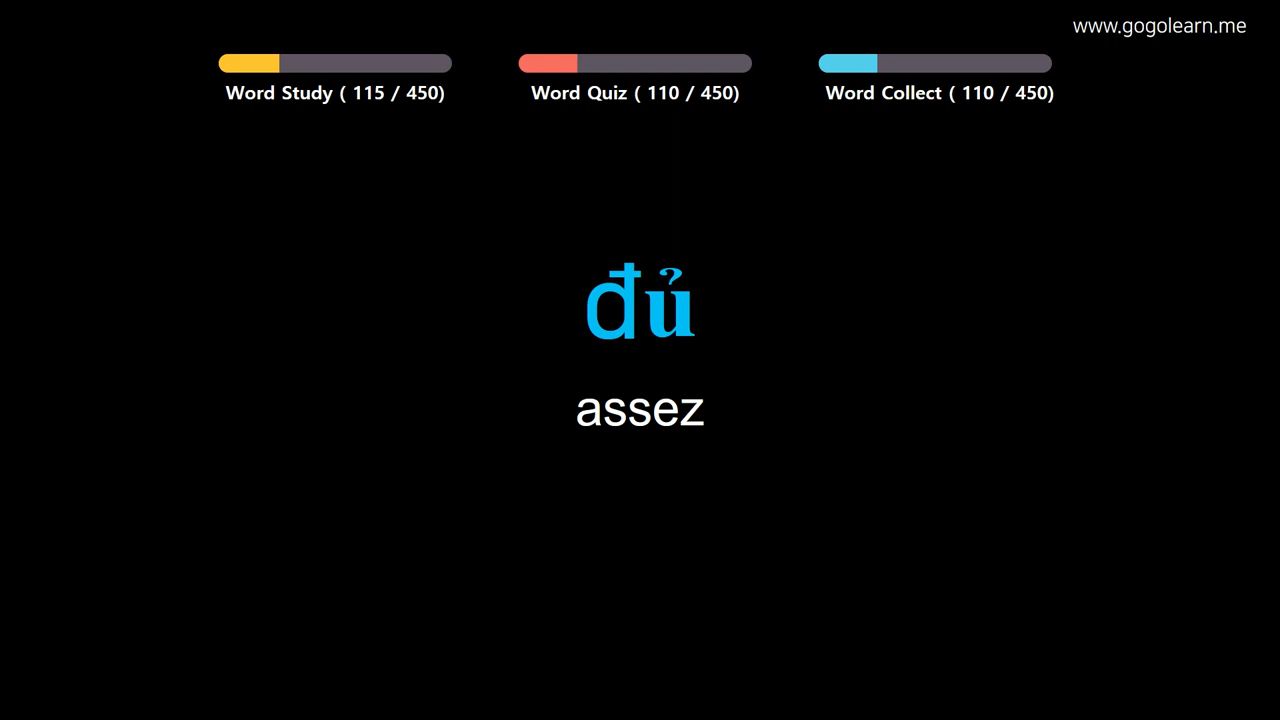 www.gogolearn.me
Word Study ( 115 / 450)
Word Quiz ( 110 / 450)
Word Collect ( 110 / 450)
đủ
assez